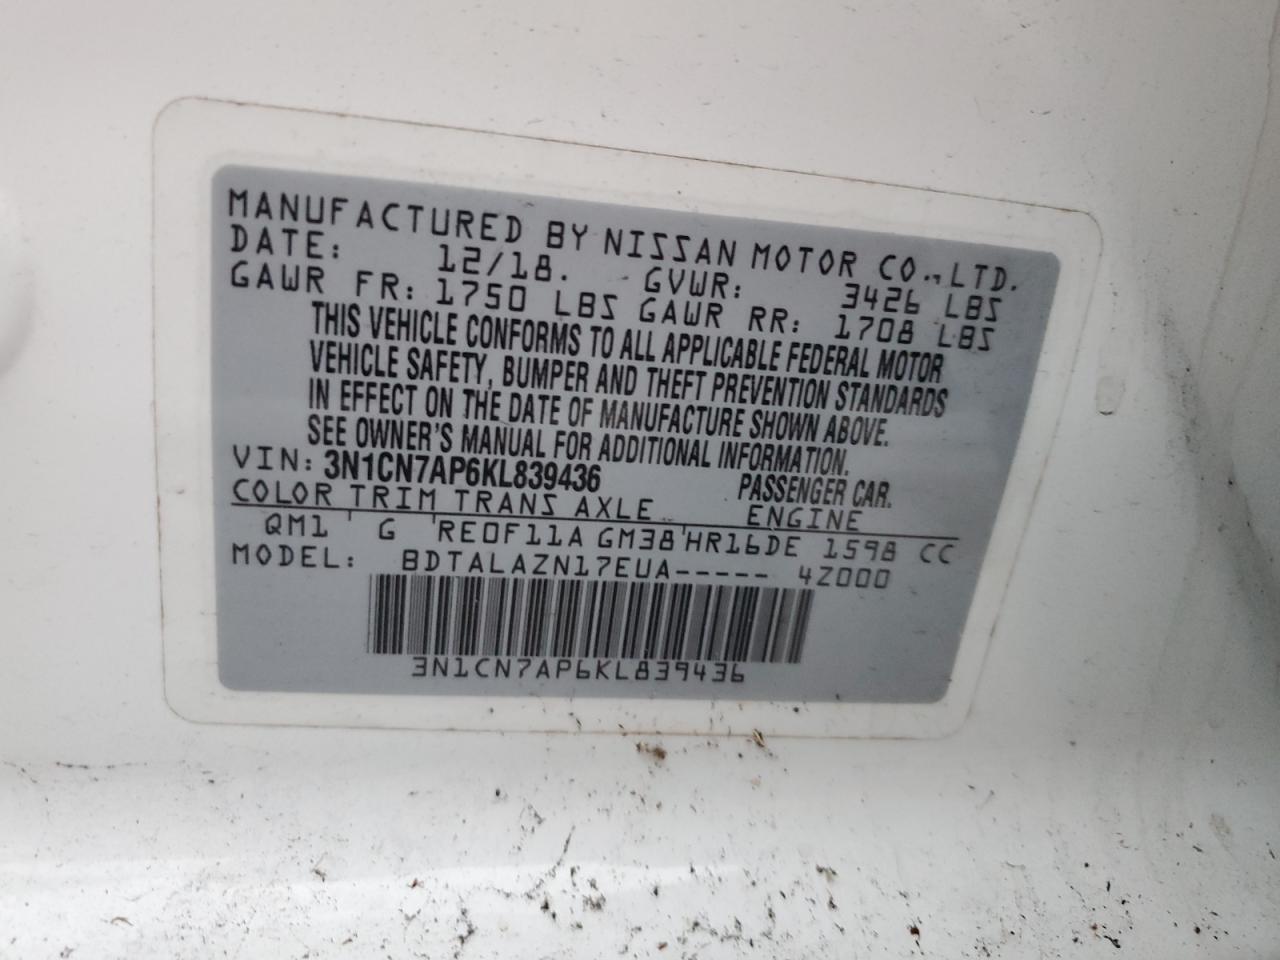 MANUFACTURED BY NISSAN MOTOR CO., LTD.
DATE: 12/18. GVWR: 3426 LBS
GAWR FR: 1750 LBS GAWR RR: 1708 LBS
THIS VEHICLE CONFORMS TO ALL APPLICABLE FEDERAL MOTOR
VEHICLE SAFETY, BUMPER AND THEFT PREVENTION STANDARDS
IN EFFECT ON THE DATE OF MANUFACTURE SHOWN ABOVE.
SEE OWNER'S MANUAL FOR ADDITIONAL INFORMATION.
VIN: 3N1CN7AP6KL839436 PASSENGER CAR.
COLOR TRIM TRANS AXLE ENGINE
QM1 G RE0F11A GM38 HR16DE 1598 CC
MODEL: BDTALAZN17EUA----- 4Z000
3N1CN7AP6KL839436